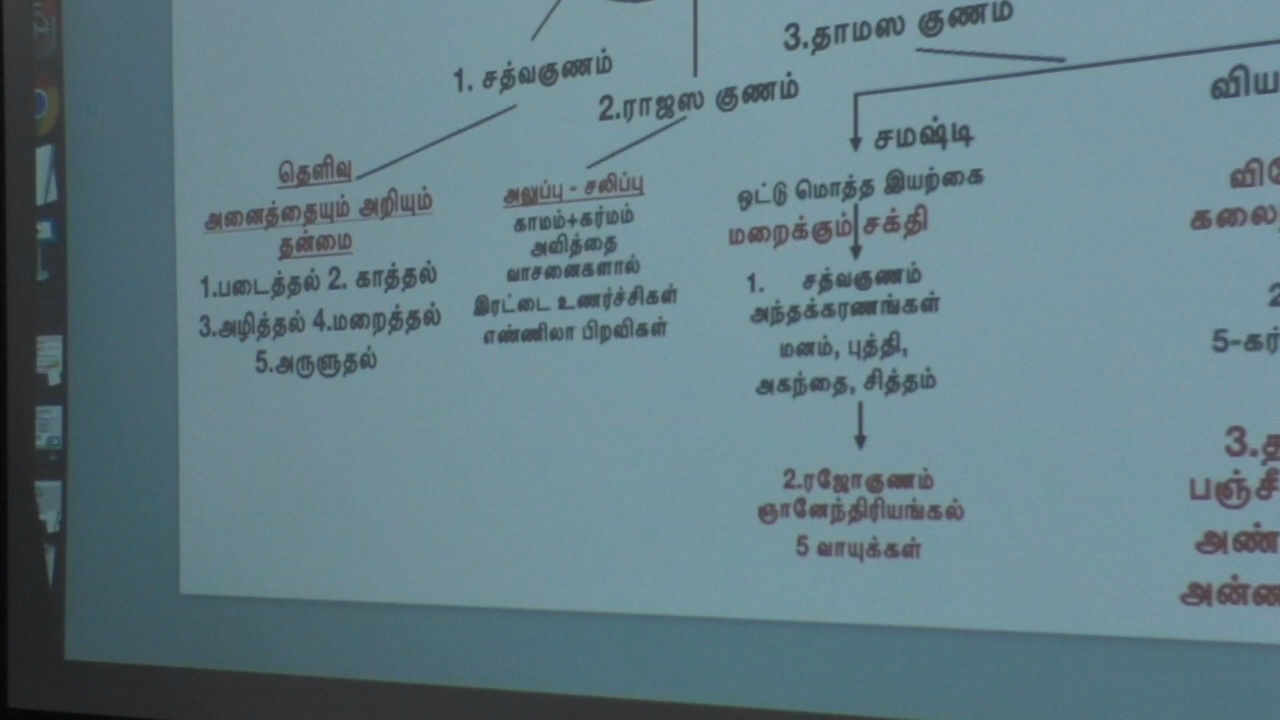 1. சத்வகுணம்
2.ராஜஸ குணம்
3.தாமஸ குணம்
தெளிவு
அனைத்தையும் அறியும்
தன்மை
1.படைத்தல் 2. காத்தல்
3.அழித்தல் 4.மறைத்தல்
5.அருளுதல்
அலுப்பு - சலிப்பு
காமம்+கர்மம்
அவித்தை
வாசனைகளால்
இரட்டை உணர்ச்சிகள்
எண்ணிலா பிறவிகள்
சமஷ்டி
ஒட்டு மொத்த இயற்கை
மறைக்கும் சக்தி
1. சத்வகுணம்
அந்தக்கரணங்கள்
மனம், புத்தி,
அகந்தை, சித்தம்
2.ரஜோகுணம்
ஞானேந்திரியங்கல்
5 வாயுக்கள்